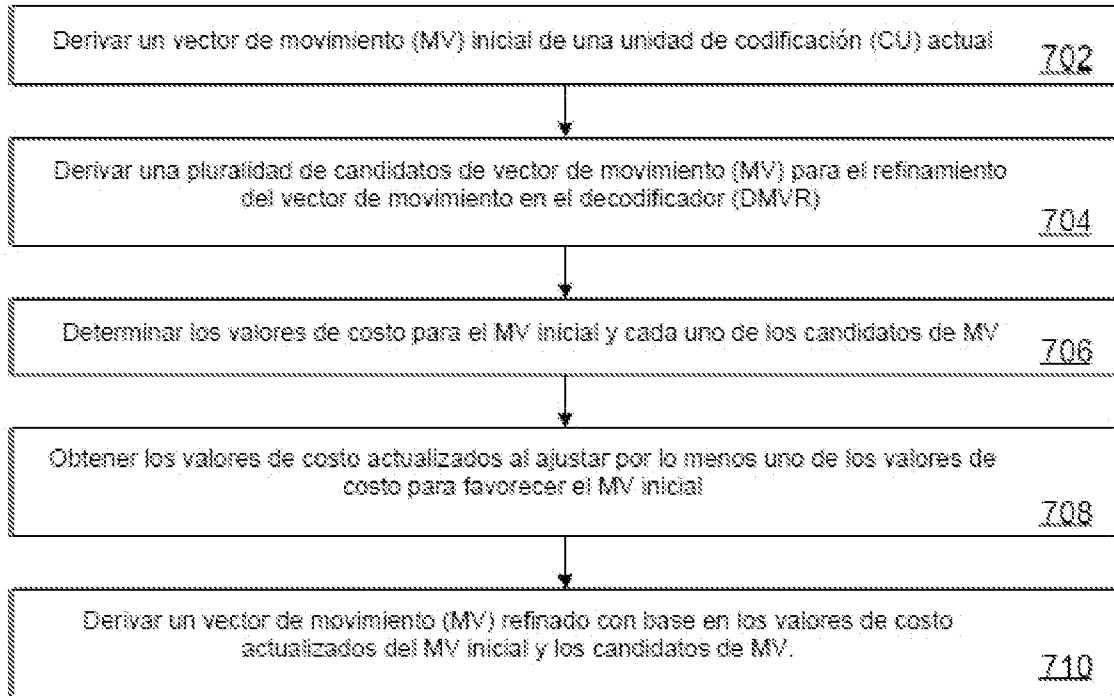 Derivar un vector de movimiento (MV) inicial de una unidad de codificación (CU) actual
702
Derivar una pluralidad de candidatos de vector de movimiento (MV) para el refinamiento
del vector de movimiento en el decodificador (DMVR)
704
Determinar los valores de costo para el MV inicial y cada uno de los candidatos de MV
706
Obtener los valores de costo actualizados al ajustar por lo menos uno de los valores de
costo para favorecer el MV inicial
708
Derivar un vector de movimiento (MV) refinado con base en los valores de costo
actualizados del MV inicial y los candidatos de MV.
710